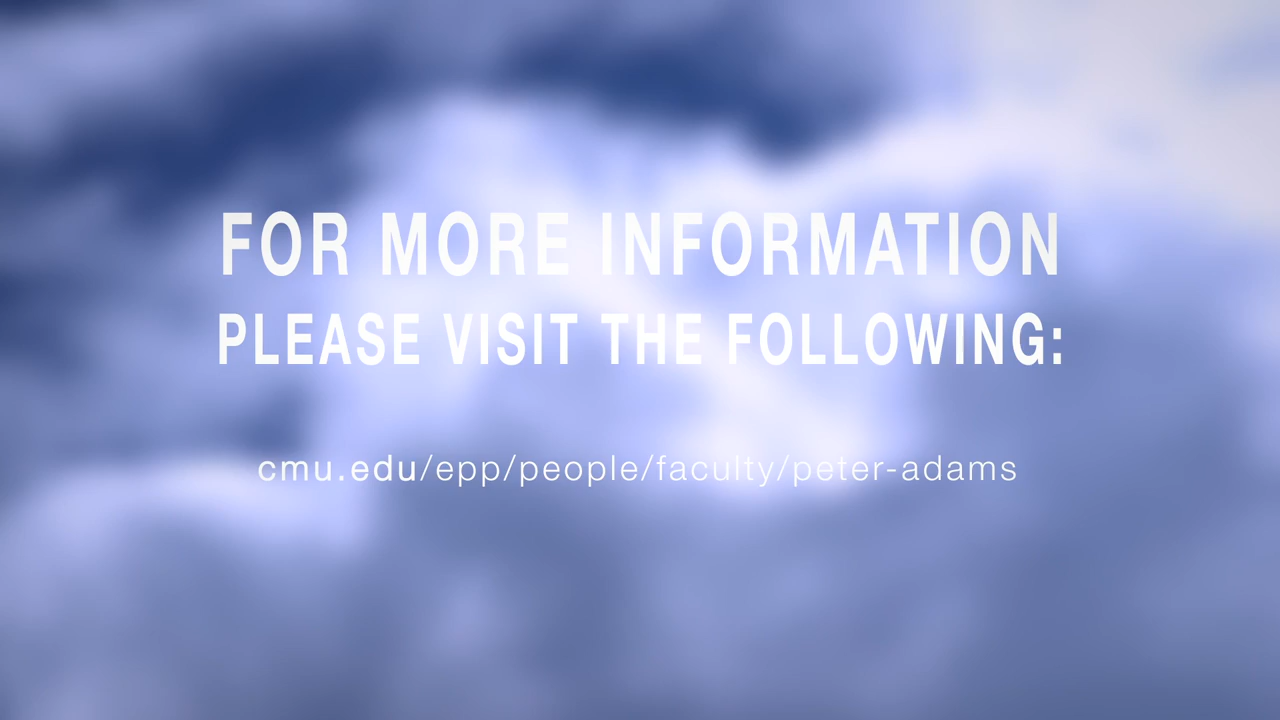 FOR MORE INFORMATION
PLEASE VISIT THE FOLLOWING:
cmu.edu/epp/people/faculty/peter-adams